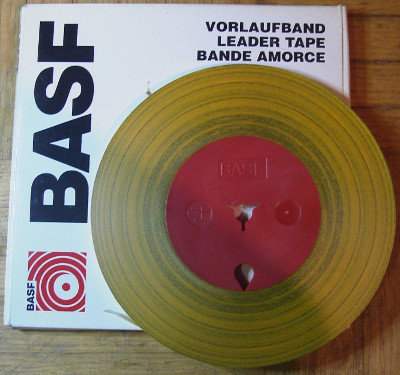 VORLAUFBAND
LEADER TAPE
BANDE AMORCE
BASF
BASF
BASF